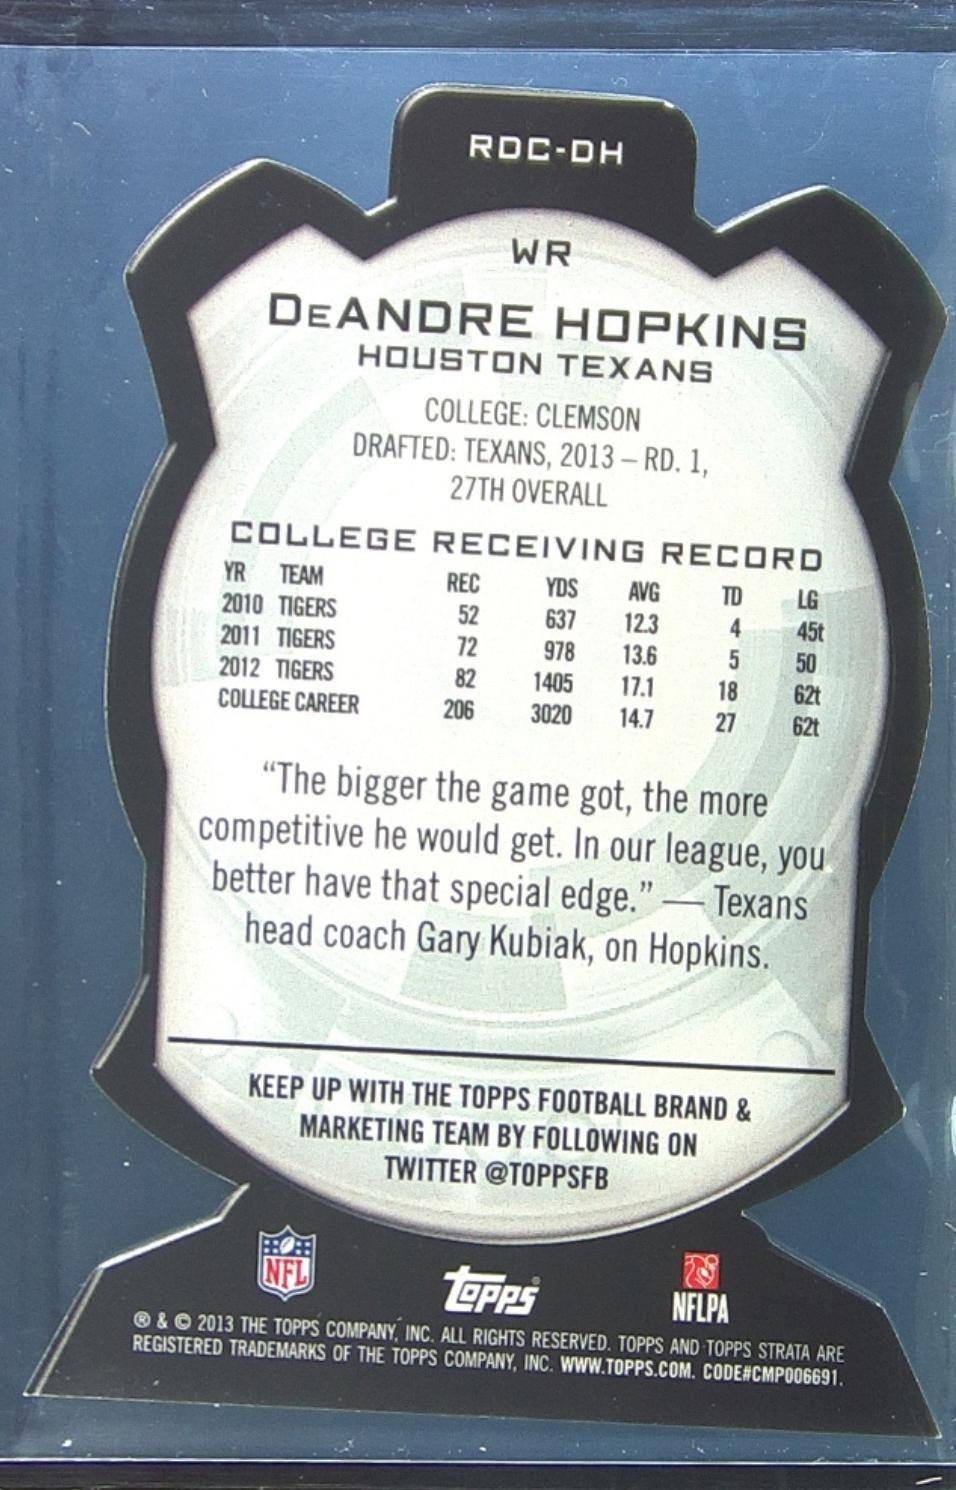 RDC-DH
WR
DeANDRE HOPKINS
HOUSTON TEXANS
COLLEGE: CLEMSON
DRAFTED: TEXANS, 2013 – RD. 1,
27TH OVERALL
COLLEGE RECEIVING RECORD
YR TEAM REC YDS AVG TD LG
2010 TIGERS 52 637 12.3 4 45t
2011 TIGERS 72 978 13.6 5 50
2012 TIGERS 82 1405 17.1 18 62t
COLLEGE CAREER 206 3020 14.7 27 62t
“The bigger the game got, the more
competitive he would get. In our league, you
better have that special edge.” — Texans
head coach Gary Kubiak, on Hopkins.
KEEP UP WITH THE TOPPS FOOTBALL BRAND &
MARKETING TEAM BY FOLLOWING ON
TWITTER @TOPPSFB
NFL
Topps®
NFLPA
® & © 2013 THE TOPPS COMPANY, INC. ALL RIGHTS RESERVED. TOPPS AND TOPPS STRATA ARE
REGISTERED TRADEMARKS OF THE TOPPS COMPANY, INC. WWW.TOPPS.COM. CODE#CMP006691.